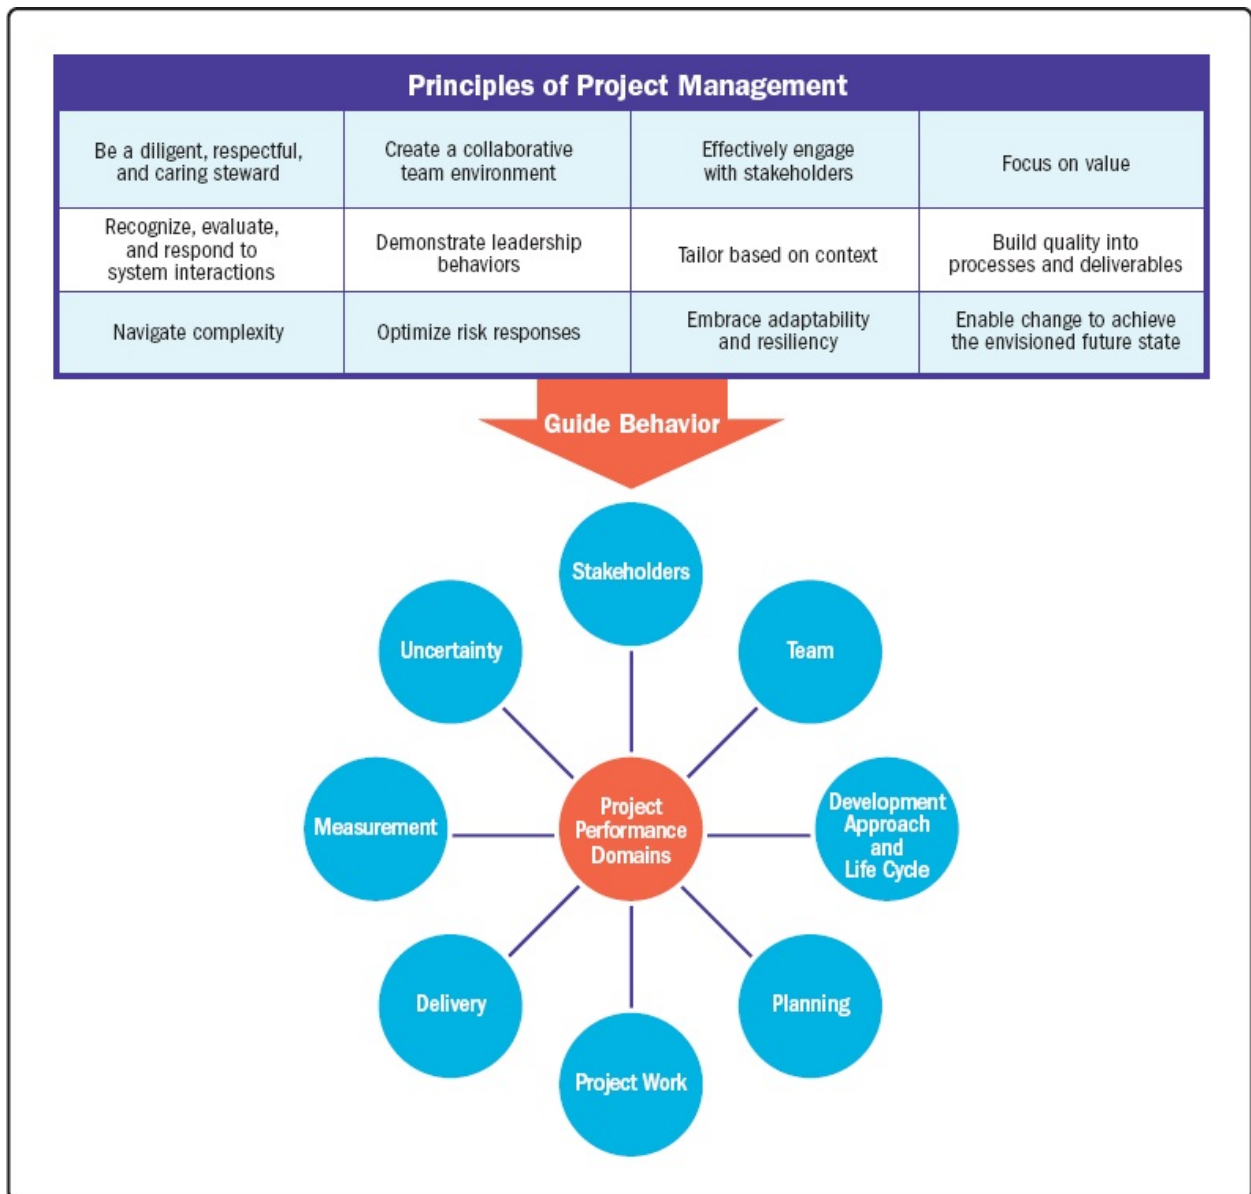 Principles of Project Management
Be a diligent, respectful,
and caring steward
Create a collaborative
team environment
Effectively engage
with stakeholders
Focus on value
Recognize, evaluate,
and respond to
system interactions
Demonstrate leadership
behaviors
Tailor based on context
Build quality into
processes and deliverables
Navigate complexity
Optimize risk responses
Embrace adaptability
and resiliency
Enable change to achieve
the envisioned future state
Guide Behavior
Stakeholders
Uncertainty
Team
Measurement
Project
Performance
Domains
Development
Approach
and
Life Cycle
Delivery
Planning
Project Work